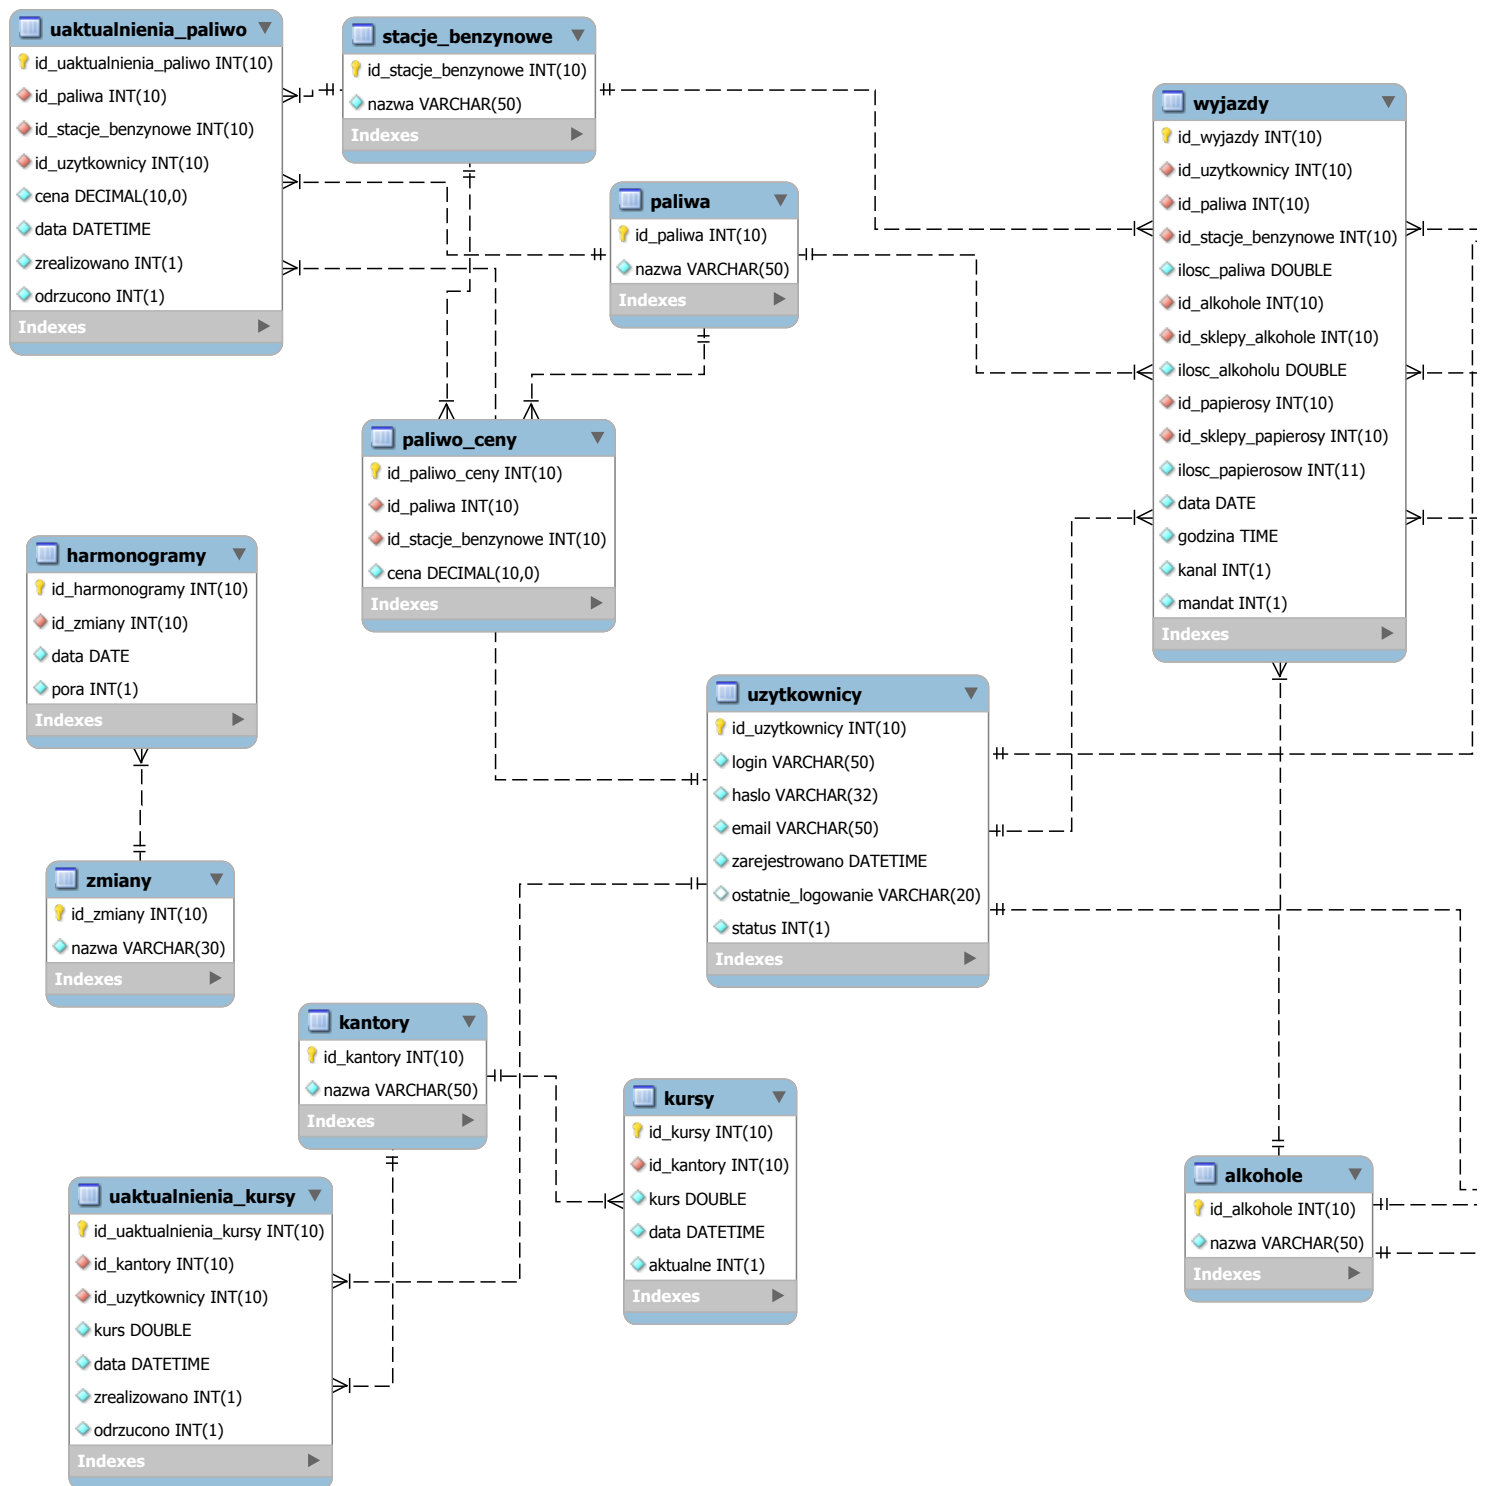 uaktualnienia_paliwo
id_uaktualnienia_paliwo INT(10)
id_paliwa INT(10)
id_stacje_benzynowe INT(10)
id_uzytkownicy INT(10)
cena DECIMAL(10,0)
data DATETIME
zrealizowano INT(1)
odrzucono INT(1)
Indexes
stacje_benzynowe
id_stacje_benzynowe INT(10)
nazwa VARCHAR(50)
Indexes
paliwa
id_paliwa INT(10)
nazwa VARCHAR(50)
Indexes
wyjazdy
id_wyjazdy INT(10)
id_uzytkownicy INT(10)
id_paliwa INT(10)
id_stacje_benzynowe INT(10)
ilosc_paliwa DOUBLE
id_alkohole INT(10)
id_sklepy_alkohole INT(10)
ilosc_alkoholu DOUBLE
id_papierosy INT(10)
id_sklepy_papierosy INT(10)
ilosc_papierosow INT(11)
data DATE
godzina TIME
kanal INT(1)
mandat INT(1)
Indexes
paliwo_ceny
id_paliwo_ceny INT(10)
id_paliwa INT(10)
id_stacje_benzynowe INT(10)
cena DECIMAL(10,0)
Indexes
harmonogramy
id_harmonogramy INT(10)
id_zmiany INT(10)
data DATE
pora INT(1)
Indexes
uzytkownicy
id_uzytkownicy INT(10)
login VARCHAR(50)
haslo VARCHAR(32)
email VARCHAR(50)
zarejestrowano DATETIME
ostatnie_logowanie VARCHAR(20)
status INT(1)
Indexes
zmiany
id_zmiany INT(10)
nazwa VARCHAR(30)
Indexes
kantory
id_kantory INT(10)
nazwa VARCHAR(50)
Indexes
kursy
id_kursy INT(10)
id_kantory INT(10)
kurs DOUBLE
data DATETIME
aktualne INT(1)
Indexes
alkohole
id_alkohole INT(10)
nazwa VARCHAR(50)
Indexes
uaktualnienia_kursy
id_uaktualnienia_kursy INT(10)
id_kantory INT(10)
id_uzytkownicy INT(10)
kurs DOUBLE
data DATETIME
zrealizowano INT(1)
odrzucono INT(1)
Indexes